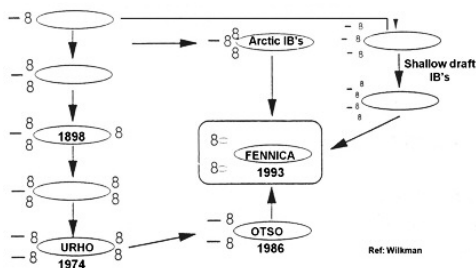 Arctic IB's
Shallow draft
IB's
1898
FENNICA
1993
URHO
1974
OTSO
1986
Ref: Wilkman